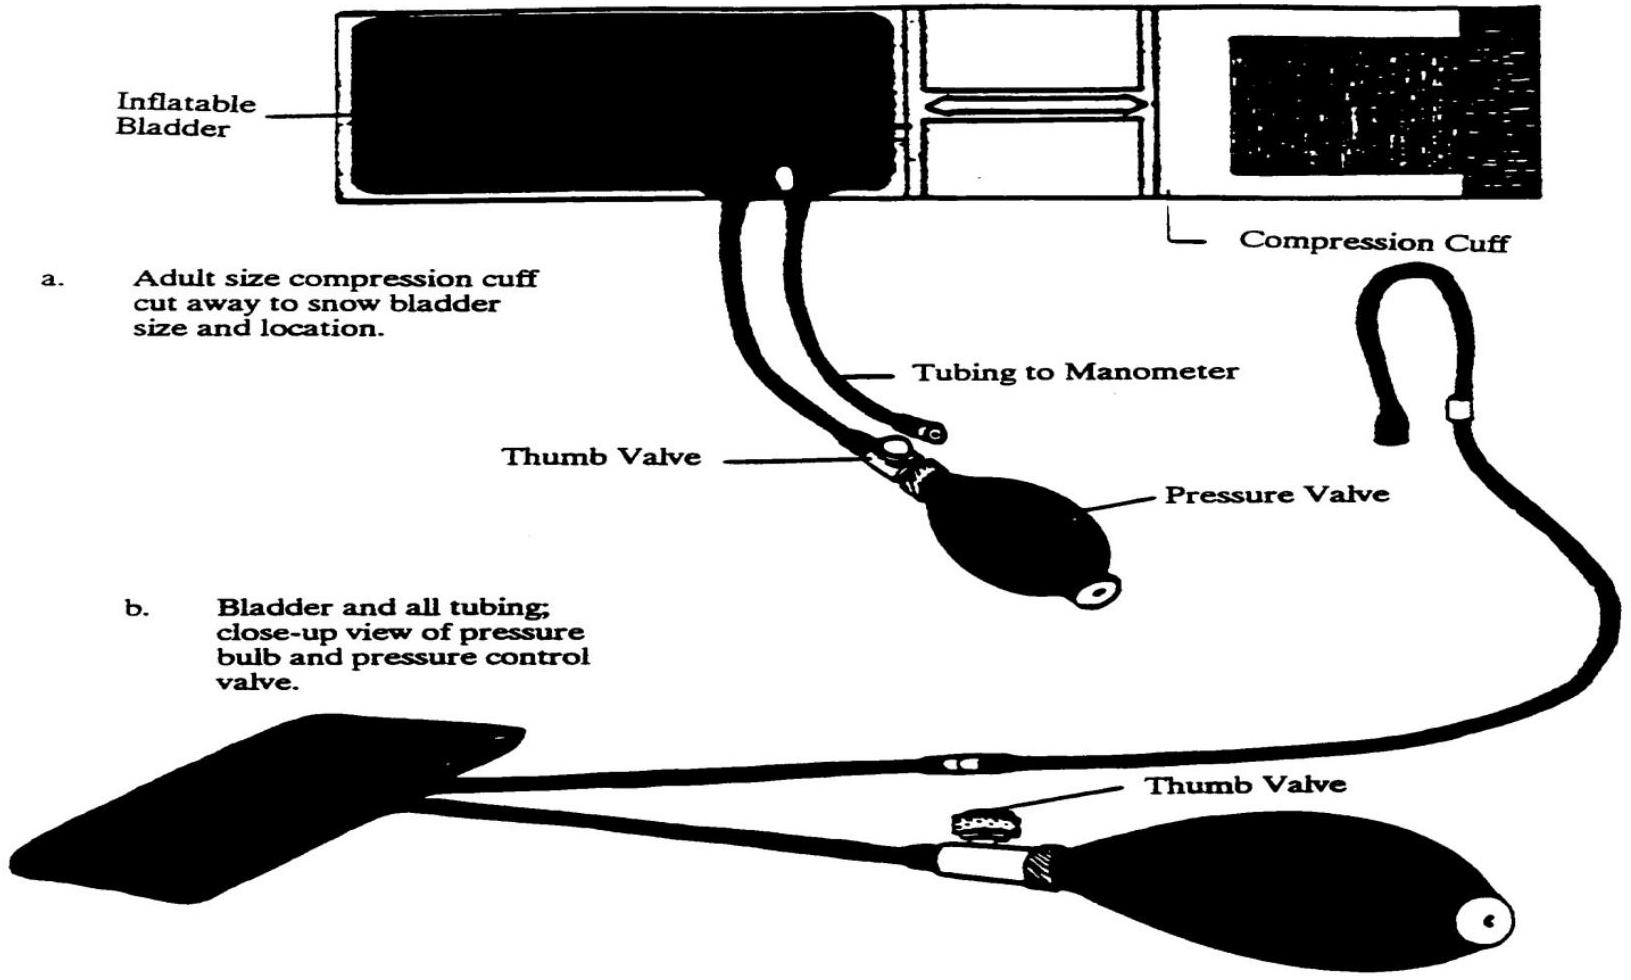 Inflatable
Bladder
Compression Cuff
a. Adult size compression cuff
cut away to snow bladder
size and location.
Tubing to Manometer
Thumb Valve
Pressure Valve
b. Bladder and all tubing;
close-up view of pressure
bulb and pressure control
valve.
Thumb Valve